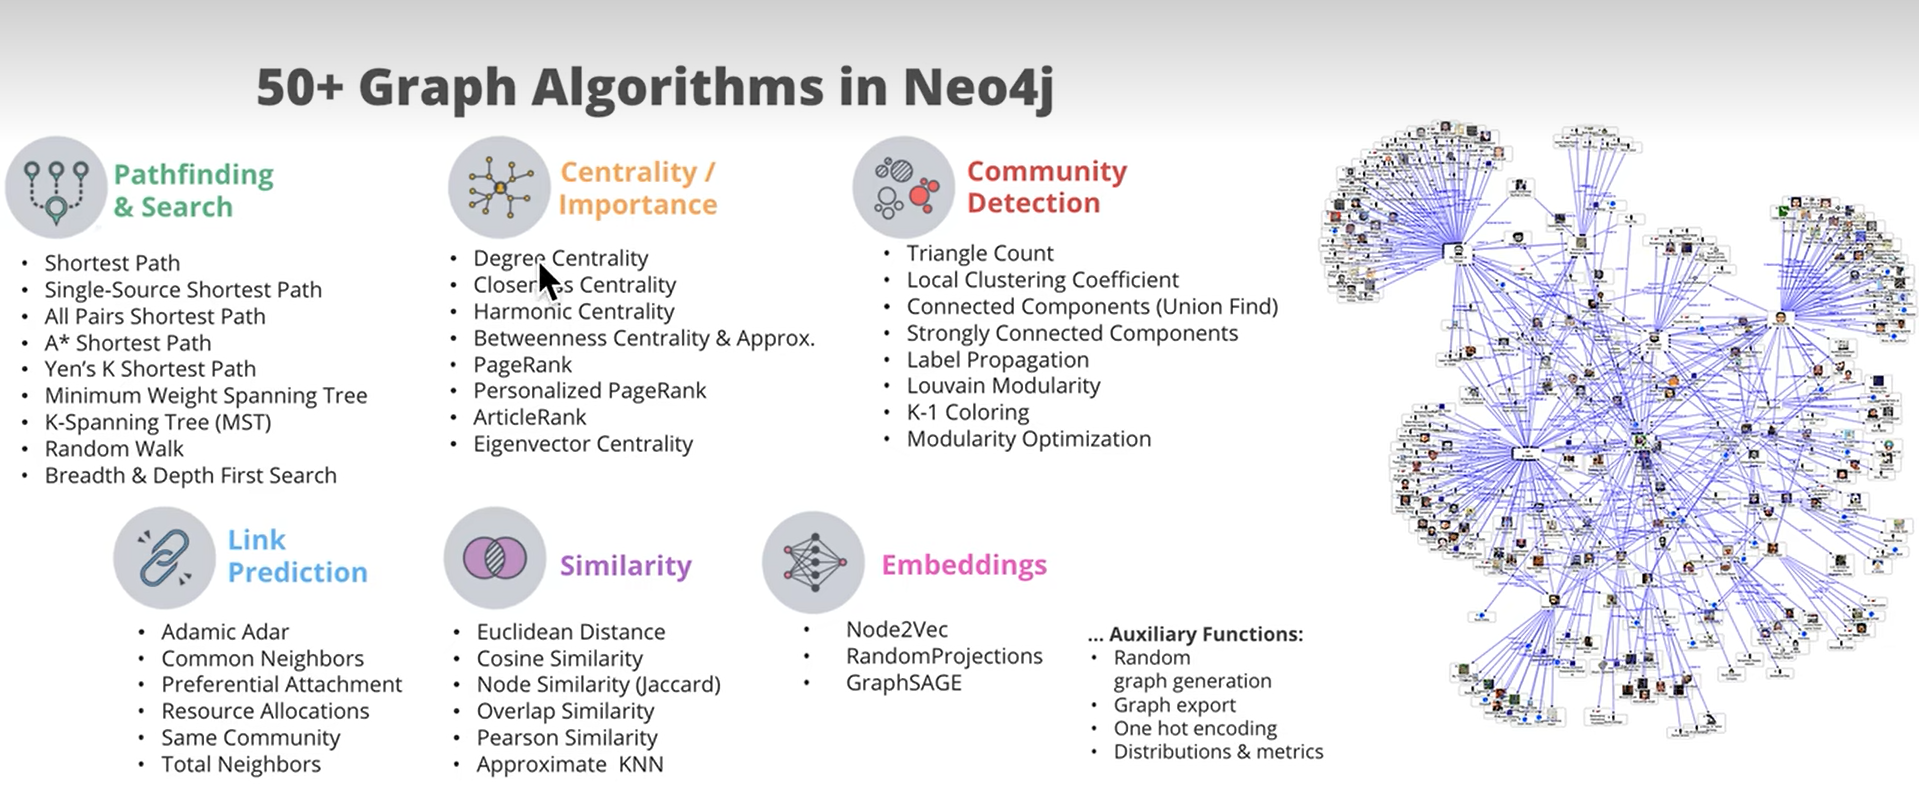 50+ Graph Algorithms in Neo4j
Pathfinding
& Search
• Shortest Path
• Single-Source Shortest Path
• All Pairs Shortest Path
• A* Shortest Path
• Yen’s K Shortest Path
• Minimum Weight Spanning Tree
• K-Spanning Tree (MST)
• Random Walk
• Breadth & Depth First Search
Centrality /
Importance
• Degree Centrality
• Closeness Centrality
• Harmonic Centrality
• Betweenness Centrality & Approx.
• PageRank
• Personalized PageRank
• ArticleRank
• Eigenvector Centrality
Community
Detection
• Triangle Count
• Local Clustering Coefficient
• Connected Components (Union Find)
• Strongly Connected Components
• Label Propagation
• Louvain Modularity
• K-1 Coloring
• Modularity Optimization
Link
Prediction
• Adamic Adar
• Common Neighbors
• Preferential Attachment
• Resource Allocations
• Same Community
• Total Neighbors
Similarity
• Euclidean Distance
• Cosine Similarity
• Node Similarity (Jaccard)
• Overlap Similarity
• Pearson Similarity
• Approximate KNN
Embeddings
• Node2Vec
• RandomProjections
• GraphSAGE
... Auxiliary Functions:
• Random
graph generation
• Graph export
• One hot encoding
• Distributions & metrics